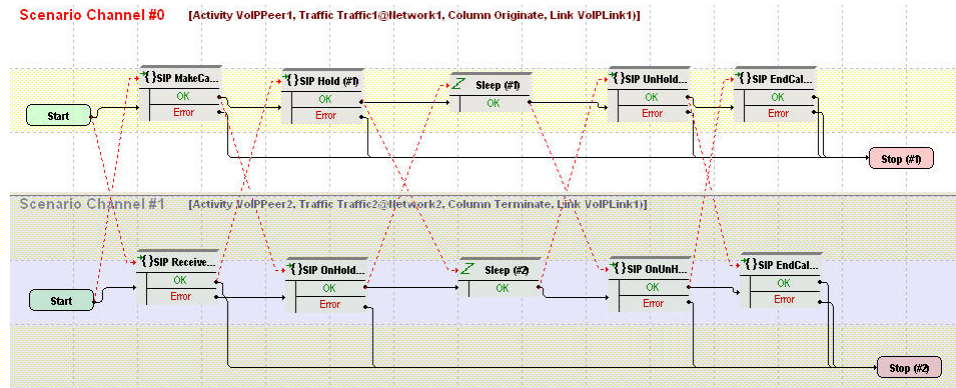 Scenario Channel #0 [Activity VoIPPeer1, Traffic Traffic1@Network1, Column Originate, Link VoIPLink1)]
{}SIP MakeCa... {}SIP Hold (#1) Sleep (#1) {}SIP UnHold... {}SIP EndCal...
OK OK OK OK OK
Start Error Error Error Error
Stop (#1)
Scenario Channel #1 [Activity VoIPPeer2, Traffic Traffic2@Network2, Column Terminate, Link VoIPLink1)]
{}SIP Receive... {}SIP OnHold... Sleep (#2) {}SIP OnUnH... {}SIP EndCal...
OK OK OK OK OK
Start Error Error Error Error
Stop (#2)